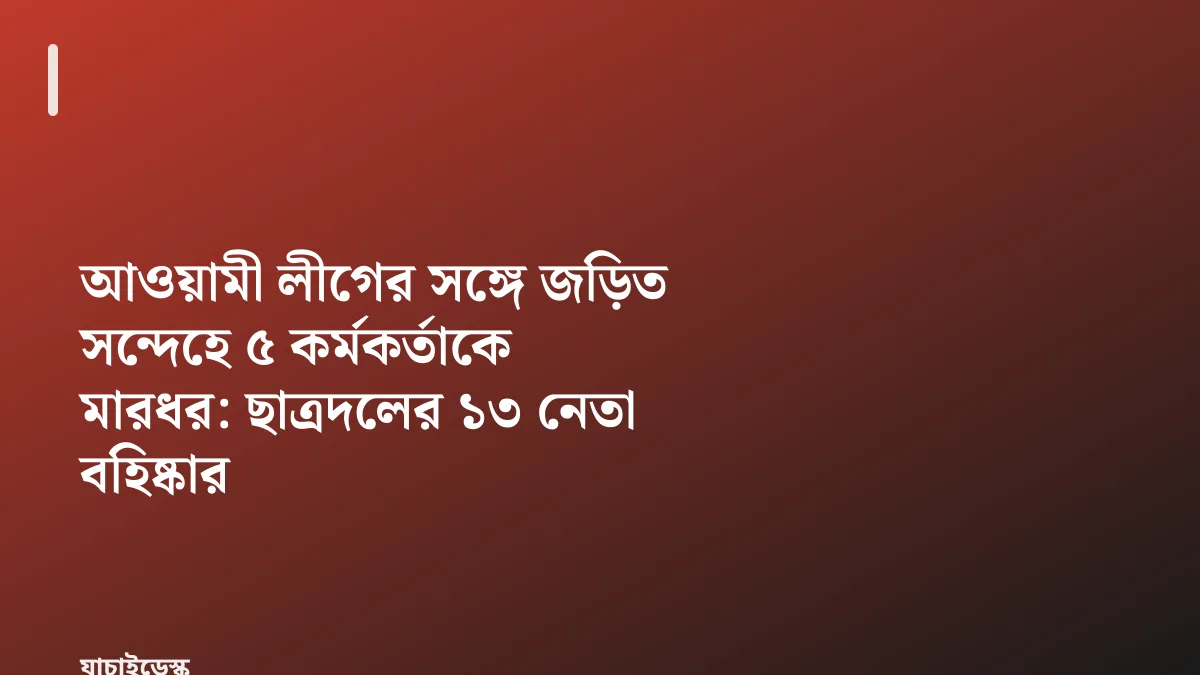 আওয়ামী লীগের সঙ্গে জড়িত
সন্দেহে ৫ কর্মকর্তাকে
মারধর: ছাত্রদলের ১৩ নেতা
বহিষ্কার
যাচাইডেস্ক